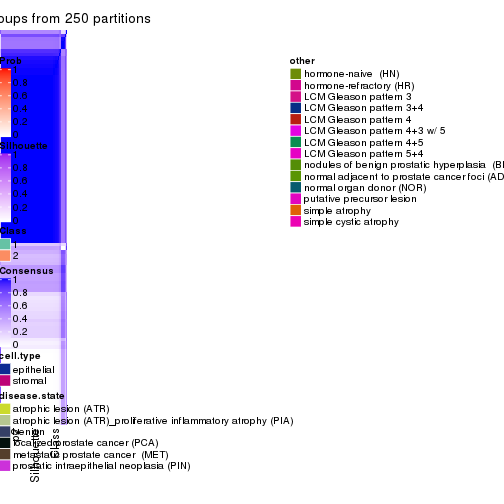 oups from 250 partitions
Prob
1
0.8
0.6
0.4
0.2
0
Silhouette
1
0.8
0.6
0.4
0.2
0
Class
1
2
Consensus
1
0.8
0.6
0.4
0.2
0
cell.type
epithelial
stromal
disease.state
atrophic lesion (ATR)
atrophic lesion (ATR)_proliferative inflammatory atrophy (PIA)
benign
localized prostate cancer (PCA)
metastatic prostate cancer (MET)
prostatic intraepithelial neoplasia (PIN)
Silhouette
Class
other
hormone-naive (HN)
hormone-refractory (HR)
LCM Gleason pattern 3
LCM Gleason pattern 3+4
LCM Gleason pattern 4
LCM Gleason pattern 4+3 w/ 5
LCM Gleason pattern 4+5
LCM Gleason pattern 5+4
nodules of benign prostatic hyperplasia (B
normal adjacent to prostate cancer foci (AD
normal organ donor (NOR)
putative precursor lesion
simple atrophy
simple cystic atrophy